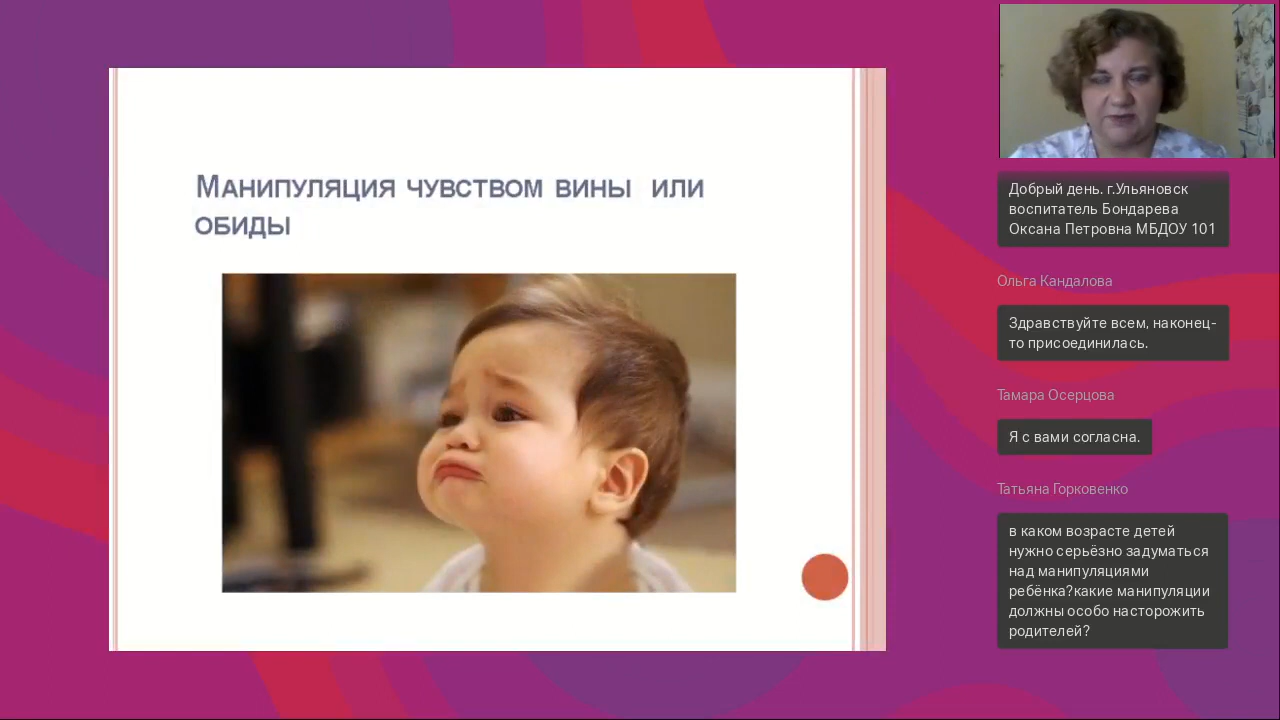 Манипуляция чувством вины или
обиды
Добрый день. г.Ульяновск
воспитатель Бондарева
Оксана Петровна МБДОУ 101
Ольга Кандалова
Здравствуйте всем, наконец-
то присоединилась.
Тамара Осерцова
Я с вами согласна.
Татьяна Горковенко
в каком возрасте детей
нужно серьёзно задуматься
над манипуляциями
ребёнка?какие манипуляции
должны особо насторожить
родителей?